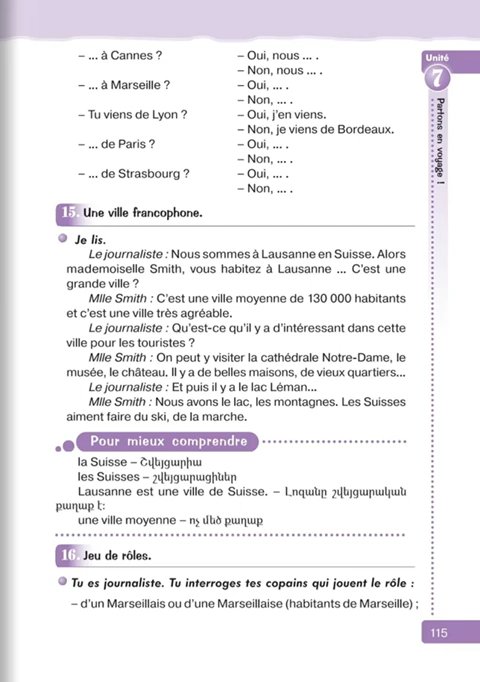 – ... à Cannes ?
– Oui, nous ... .
– Non, nous ... .
– ... à Marseille ?
– Oui, ... .
– Non, ... .
– Tu viens de Lyon ?
– Oui, j'en viens.
– Non, je viens de Bordeaux.
– ... de Paris ?
– Oui, ... .
– Non, ... .
– ... de Strasbourg ?
– Oui, ... .
– Non, ... .
Unité
7
Partons en voyage !
15. Une ville francophone.
Je lis.
Le journaliste : Nous sommes à Lausanne en Suisse. Alors
mademoiselle Smith, vous habitez à Lausanne ... C'est une
grande ville ?
Mlle Smith : C'est une ville moyenne de 130 000 habitants
et c'est une ville très agréable.
Le journaliste : Qu'est-ce qu'il y a d'intéressant dans cette
ville pour les touristes ?
Mlle Smith : On peut y visiter la cathédrale Notre-Dame, le
musée, le château. Il y a de belles maisons, de vieux quartiers...
Le journaliste : Et puis il y a le lac Léman...
Mlle Smith : Nous avons le lac, les montagnes. Les Suisses
aiment faire du ski, de la marche.
Pour mieux comprendre
la Suisse – Շվեյցարիա
les Suisses – շվեյցարացիներ
Lausanne est une ville de Suisse. – Լոզանը շվեյցարական
քաղաք է:
une ville moyenne – ոչ մեծ քաղաք
16. Jeu de rôles.
Tu es journaliste. Tu interroges tes copains qui jouent le rôle :
– d'un Marseillais ou d'une Marseillaise (habitants de Marseille) ;
115